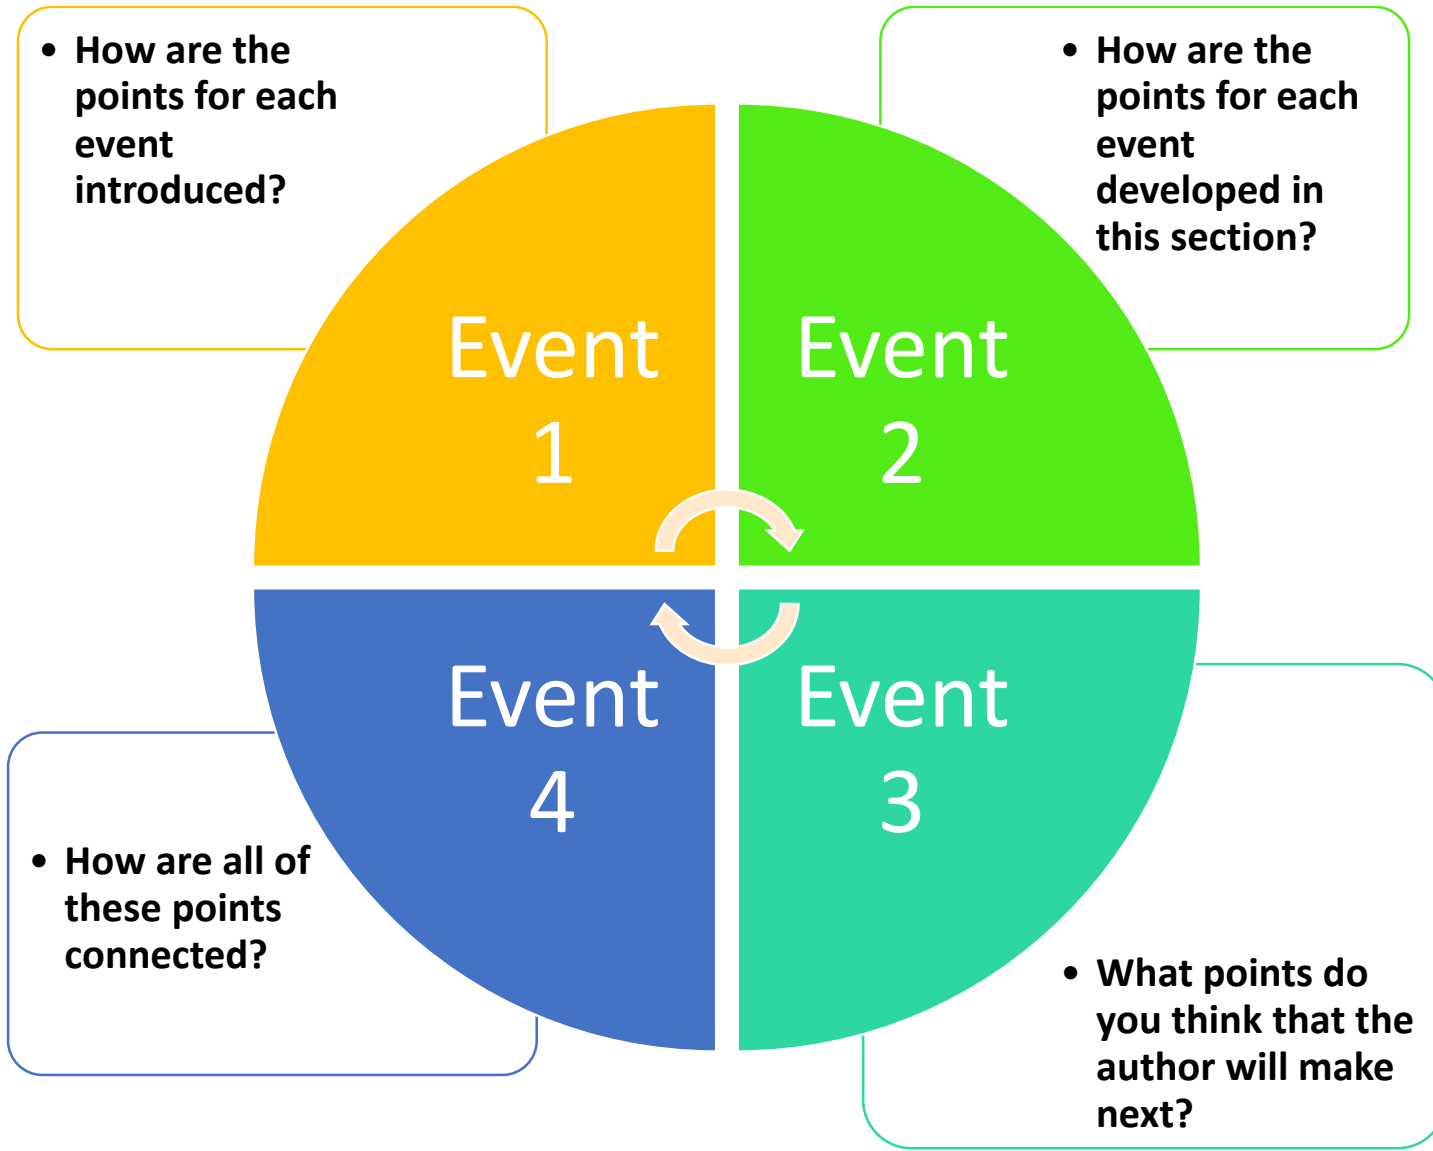 • How are the
points for each
event
introduced?
• How are the
points for each
event
developed in
this section?
Event
1
Event
2
Event
4
Event
3
• How are all of
these points
connected?
• What points do
you think that the
author will make
next?